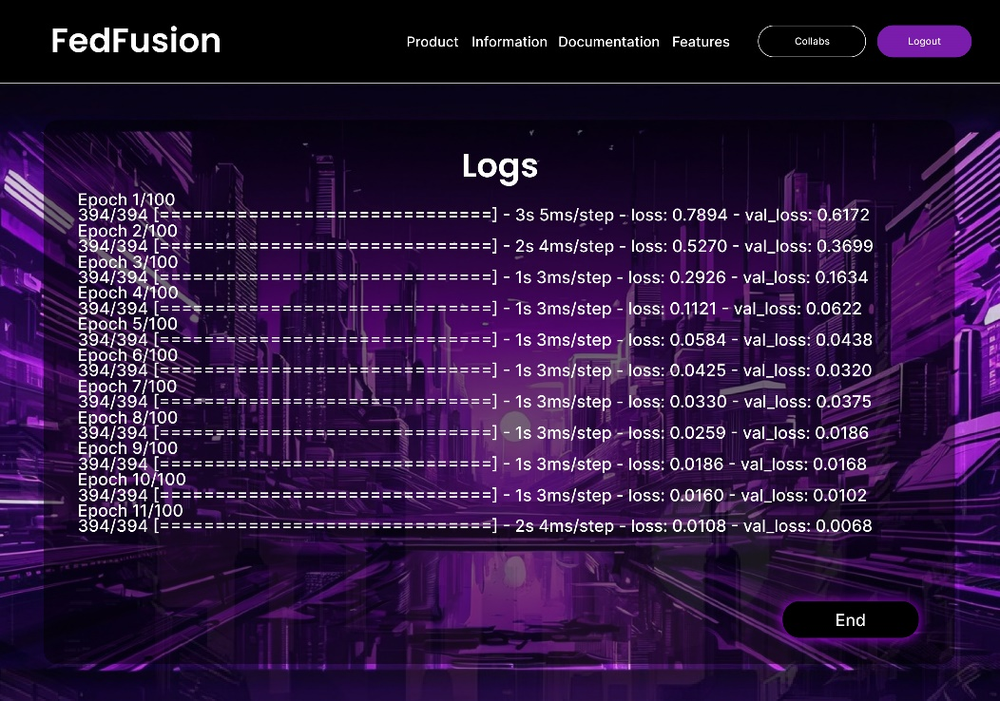 FedFusion
Product Information Documentation Features Collabs Logout
Logs
Epoch 1/100
394/394 [==============================] - 3s 5ms/step - loss: 0.7894 - val_loss: 0.6172
Epoch 2/100
394/394 [==============================] - 2s 4ms/step - loss: 0.5270 - val_loss: 0.3699
Epoch 3/100
394/394 [==============================] - 1s 3ms/step - loss: 0.2926 - val_loss: 0.1634
Epoch 4/100
394/394 [==============================] - 1s 3ms/step - loss: 0.1121 - val_loss: 0.0622
Epoch 5/100
394/394 [==============================] - 1s 3ms/step - loss: 0.0584 - val_loss: 0.0438
Epoch 6/100
394/394 [==============================] - 1s 3ms/step - loss: 0.0425 - val_loss: 0.0320
Epoch 7/100
394/394 [==============================] - 1s 3ms/step - loss: 0.0330 - val_loss: 0.0375
Epoch 8/100
394/394 [==============================] - 1s 3ms/step - loss: 0.0259 - val_loss: 0.0186
Epoch 9/100
394/394 [==============================] - 1s 3ms/step - loss: 0.0186 - val_loss: 0.0168
Epoch 10/100
394/394 [==============================] - 1s 3ms/step - loss: 0.0160 - val_loss: 0.0102
Epoch 11/100
394/394 [==============================] - 2s 4ms/step - loss: 0.0108 - val_loss: 0.0068
End